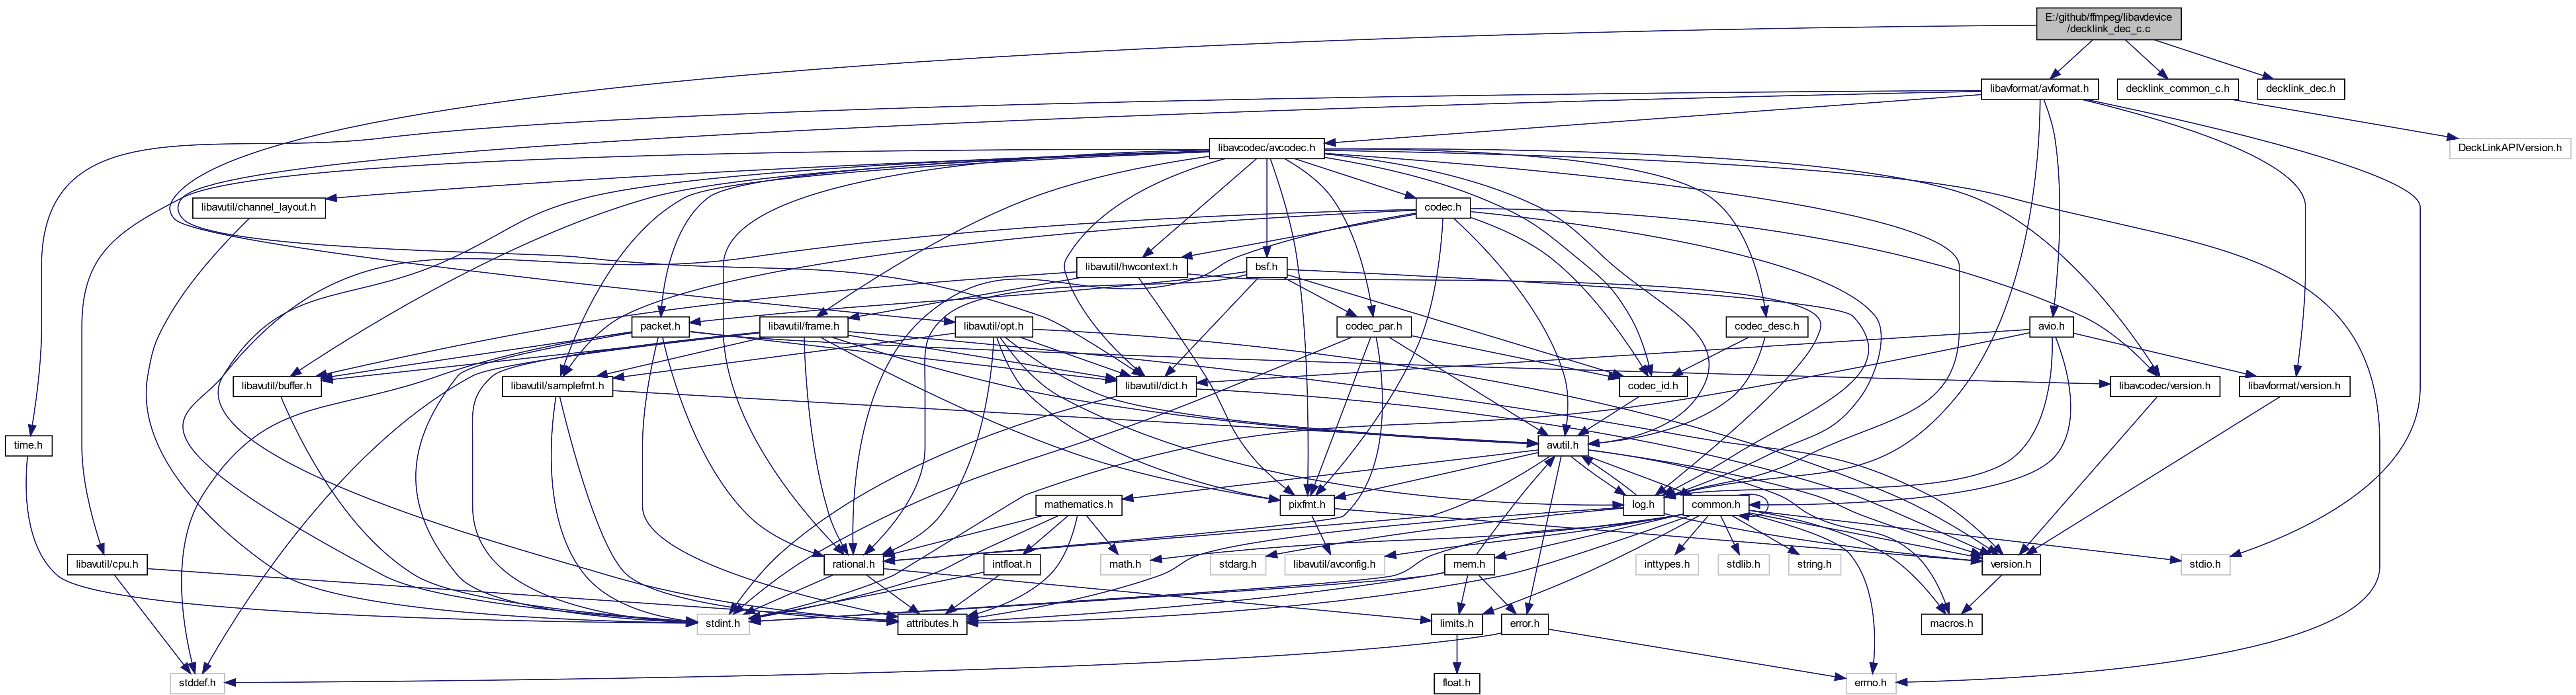 E:/github/ffmpeg/libavdevice
/decklink_dec_c.c
libavformat/avformat.h
decklink_common_c.h
decklink_dec.h
libavcodec/avcodec.h
DeckLinkAPIVersion.h
libavutil/channel_layout.h
codec.h
libavutil/hwcontext.h
bsf.h
packet.h
libavutil/frame.h
libavutil/opt.h
codec_par.h
codec_desc.h
avio.h
libavutil/buffer.h
libavutil/samplefmt.h
libavutil/dict.h
codec_id.h
libavcodec/version.h
libavformat/version.h
time.h
avutil.h
mathematics.h
pixfmt.h
log.h
common.h
libavutil/cpu.h
rational.h
intfloat.h
math.h
stdarg.h
libavutil/avconfig.h
mem.h
inttypes.h
stdlib.h
string.h
version.h
stdio.h
stdint.h
attributes.h
limits.h
error.h
macros.h
stddef.h
float.h
errno.h